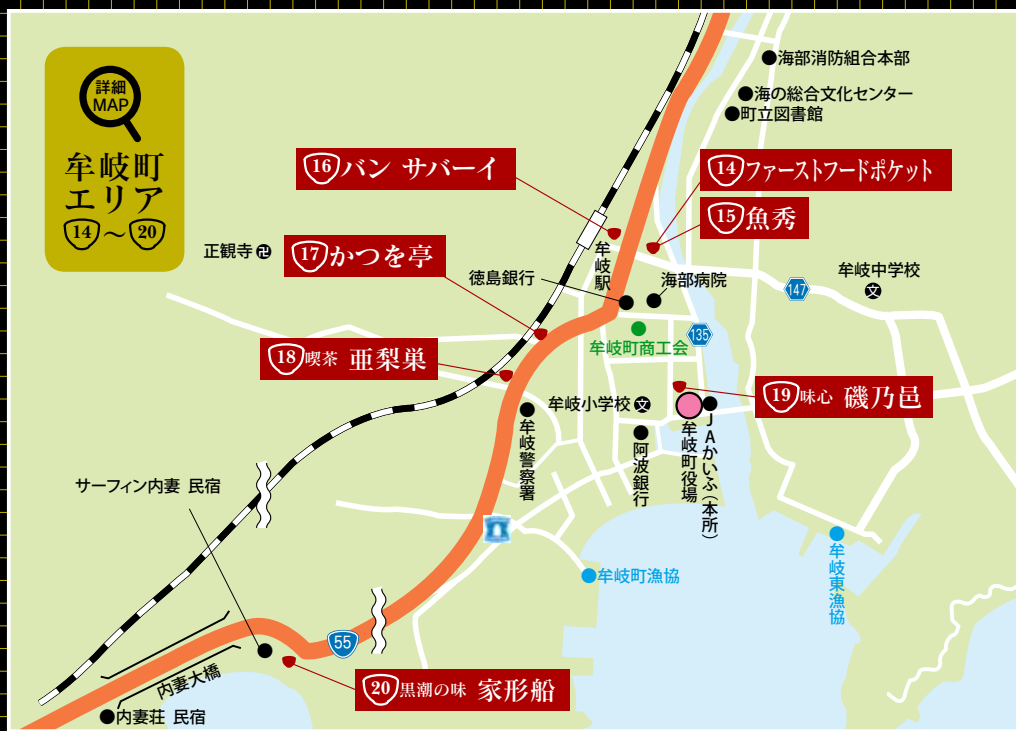 詳細
MAP
牟岐町
エリア
14～20
海部消防組合本部
海の総合文化センター
町立図書館
16 バン サバーイ
14 ファーストフードポケット
15 魚秀
正観寺
17 かつを亭
牟岐駅
徳島銀行
海部病院
147
牟岐中学校
文
135
牟岐町商工会
18 喫茶 亜梨巣
19 味心 磯乃邑
牟岐小学校 文
牟岐警察署
阿波銀行
牟岐町役場
JAかいふ（本所）
サーフィン内妻 民宿
牟岐町漁協
牟岐東漁協
55
内妻大橋
20 黒潮の味 家形船
内妻荘 民宿